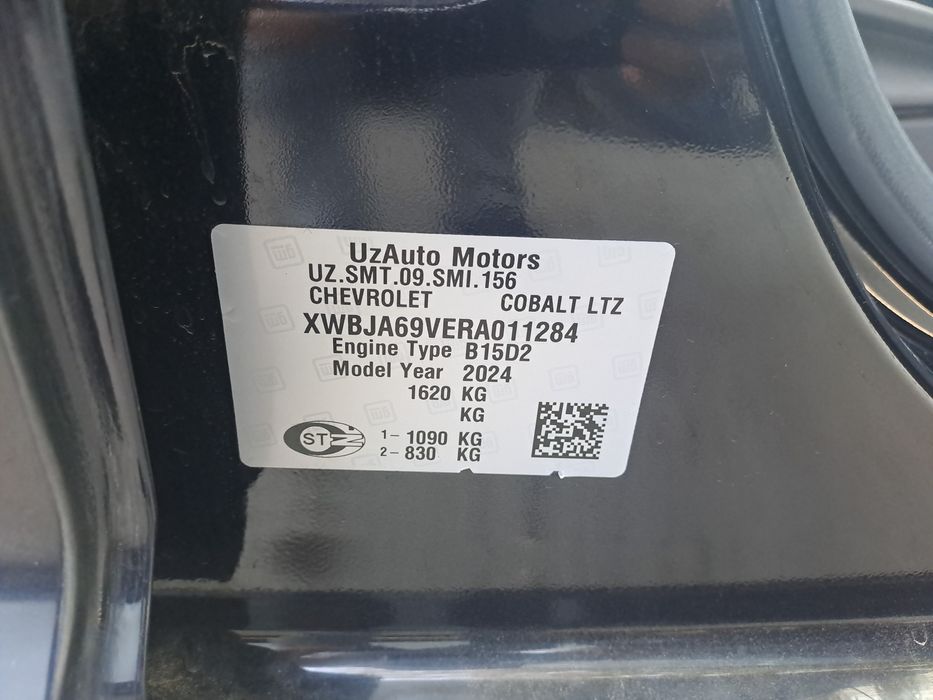 UzAuto Motors
UZ.SMT.09.SMI.156
CHEVROLET COBALT LTZ
XWBJA69VERA011284
Engine Type B15D2
Model Year 2024
1620 KG
KG
1- 1090 KG
2- 830 KG
ST